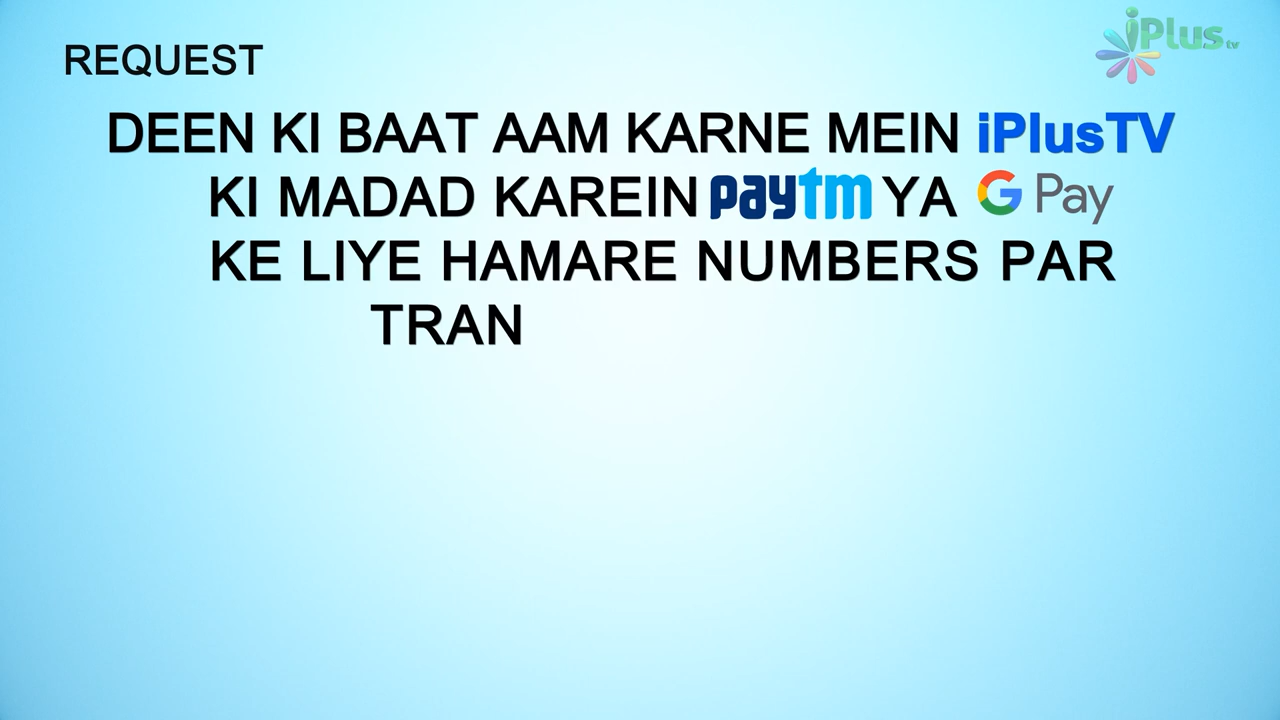 iPlus tv
REQUEST
DEEN KI BAAT AAM KARNE MEIN iPlusTV
KI MADAD KAREIN paytm YA G Pay
KE LIYE HAMARE NUMBERS PAR
TRAN